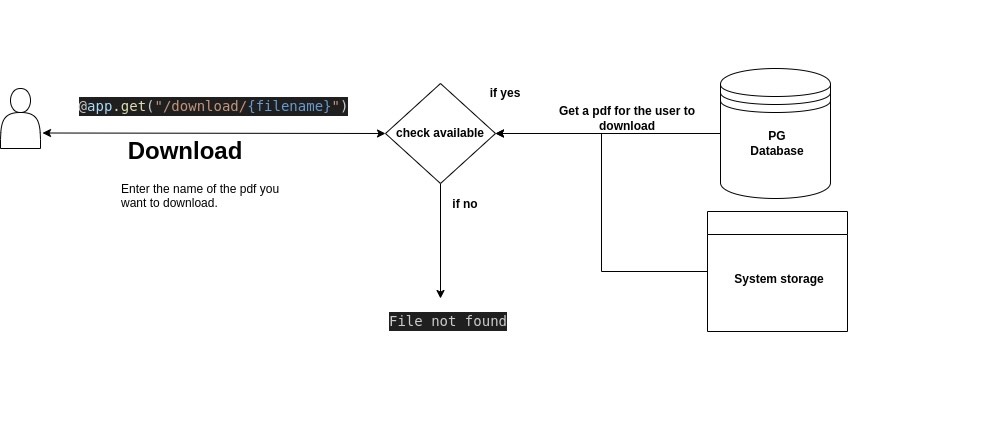 @app.get("/download/{filename}")
Download
Enter the name of the pdf you
want to download.
check available
if yes
if no
File not found
Get a pdf for the user to
download
PG
Database
System storage